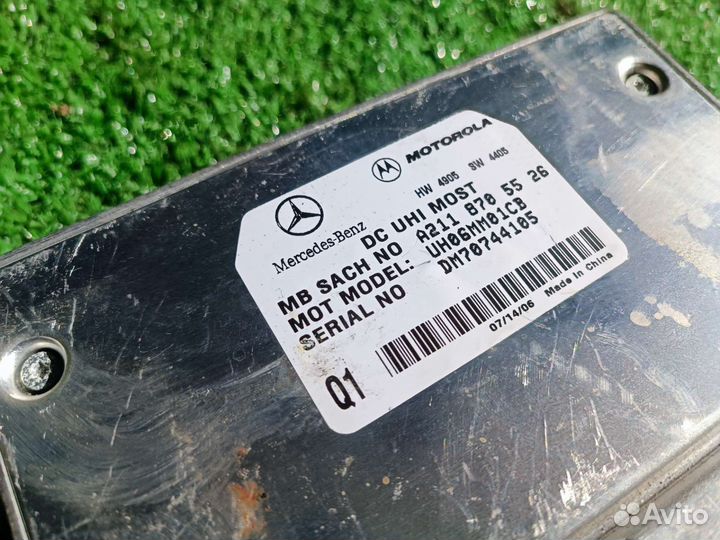 Mercedes-Benz
MOTOROLA
HW 4905 SW 4405
DC UHI MOST
MB SACH NO A211 870 55 26
MOT MODEL: UH06MM01CB
SERIAL NO DM70744105
Q1
07/14/06 Made in China
Avito